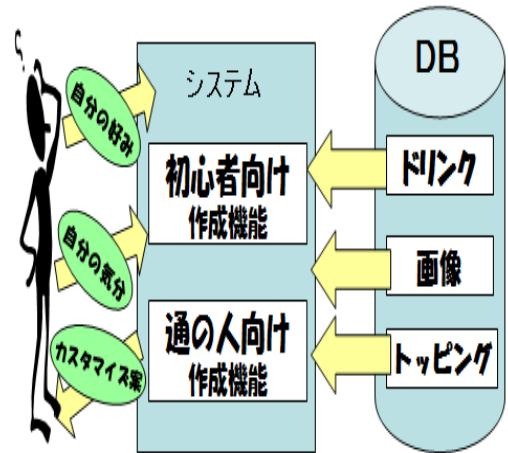 ?
自分の好み
自分の気分
カスタマイズ案
システム
初心者向け
作成機能
通の人向け
作成機能
DB
ドリンク
画像
トッピング